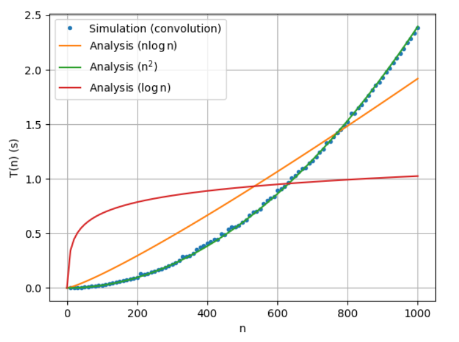 Simulation (convolution)
Analysis (nlog n)
Analysis (n²)
Analysis (log n)
2.5
2.0
1.5
1.0
0.5
0.0
T(n) (s)
0 200 400 600 800 1000
n